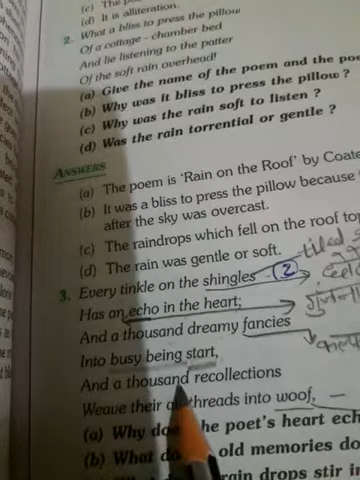 (c) The
(d) It is alliteration.
2. What a bliss to press the pillow
Of a cottage - chamber bed
And lie listening to the patter
Of the soft rain overhead!
(a) Give the name of the poem and the poe
(b) Why was it bliss to press the pillow ?
(c) Why was the rain soft to listen ?
(d) Was the rain torrential or gentle ?
ANSWERS
(a) The poem is 'Rain on the Roof' by Coate
(b) It was a bliss to press the pillow because
after the sky was overcast.
(c) The raindrops which fell on the roof top
(d) The rain was gentle or soft.
3. Every tinkle on the shingles 2
Has an echo in the heart;
And a thousand dreamy fancies
Into busy being start,
And a thousand recollections
Weave their threads into woof,
(a) Why he poet's heart ech
(b) What old memories do
rain drops stir in